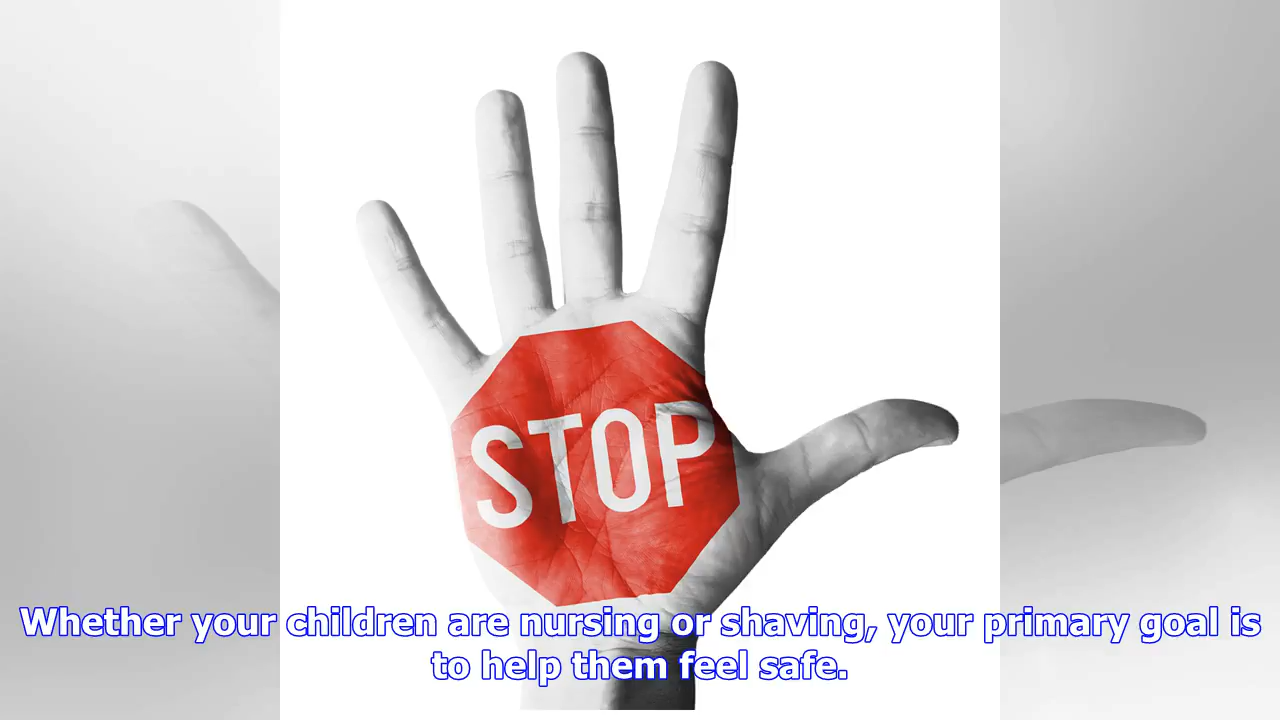 STOP
Whether your children are nursing or shaving, your primary goal is
to help them feel safe.